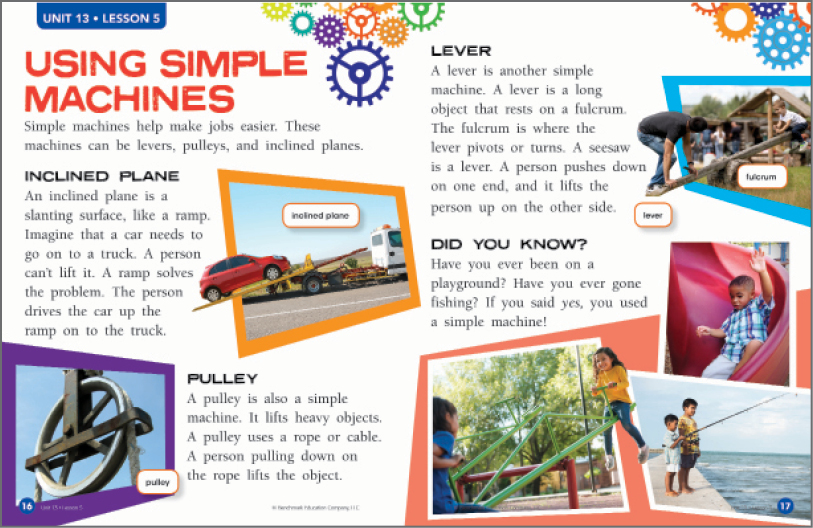 UNIT 13 • LESSON 5
USING SIMPLE
MACHINES
Simple machines help make jobs easier. These
machines can be levers, pulleys, and inclined planes.
INCLINED PLANE
An inclined plane is a
slanting surface, like a ramp.
Imagine that a car needs to
go on to a truck. A person
can't lift it. A ramp solves
the problem. The person
drives the car up the
ramp on to the truck.
inclined plane
PULLEY
A pulley is also a simple
machine. It lifts heavy objects.
A pulley uses a rope or cable.
A person pulling down on
the rope lifts the object.
pulley
16
Unit 13 • Lesson 5
© Benchmark Education Company, LLC
LEVER
A lever is another simple
machine. A lever is a long
object that rests on a fulcrum.
The fulcrum is where the
lever pivots or turns. A seesaw
is a lever. A person pushes down
on one end, and it lifts the
person up on the other side.
fulcrum
lever
DID YOU KNOW?
Have you ever been on a
playground? Have you ever gone
fishing? If you said yes, you used
a simple machine!
17